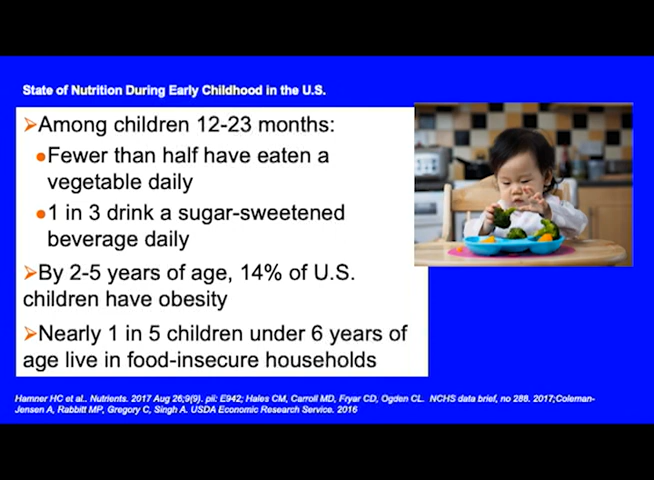 State of Nutrition During Early Childhood in the U.S.
➢Among children 12-23 months:
●Fewer than half have eaten a
vegetable daily
●1 in 3 drink a sugar-sweetened
beverage daily
➢By 2-5 years of age, 14% of U.S.
children have obesity
➢Nearly 1 in 5 children under 6 years of
age live in food-insecure households
Hamner HC et al.. Nutrients. 2017 Aug 26;9(9). pii: E942; Hales CM, Carroll MD, Fryar CD, Ogden CL. NCHS data brief, no 288. 2017;Coleman-
Jensen A, Rabbitt MP, Gregory C, Singh A. USDA Economic Research Service. 2016